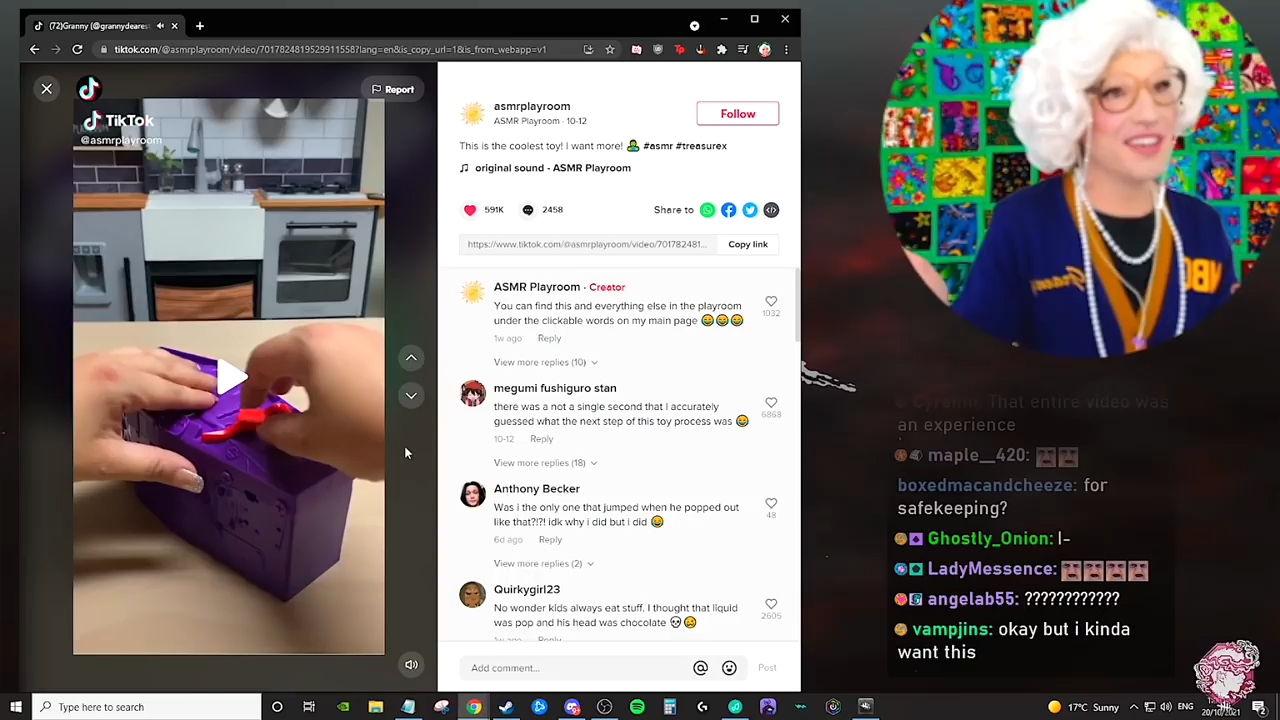 (72)Granny (@grannydearest
tiktok.com/@asmrplayroom/video/7017824819529911558?lang=en&is_copy_url=1&is_from_webapp=v1
Report
TikTok
@asmrplayroom
asmrplayroom
ASMR Playroom · 10-12
Follow
This is the coolest toy! I want more! 🧟‍♂️ #asmr #treasurex
original sound - ASMR Playroom
591K
2458
Share to
https://www.tiktok.com/@asmrplayroom/video/701782481...
Copy link
ASMR Playroom · Creator
You can find this and everything else in the playroom
under the clickable words on my main page 😂😂😂
1032
1w ago Reply
View more replies (10)
megumi fushiguro stan
there was a not a single second that I accurately
guessed what the next step of this toy process was 😂
6868
10-12 Reply
View more replies (18)
Anthony Becker
Was i the only one that jumped when he popped out
like that?!?! idk why i did but i did 😂
48
6d ago Reply
View more replies (2)
Quirkygirl23
No wonder kids always eat stuff. I thought that liquid
was pop and his head was chocolate 💀😖
2605
1w ago Reply
Add comment...
Post
That entire video was
an experience
maple__420:
boxedmacandcheeze: for
safekeeping?
Ghostly_Onion: I-
LadyMessence:
angelab55: ????????????
vampjins: okay but i kinda
want this
Type here to search
17°C Sunny
ENG
20/10/2021